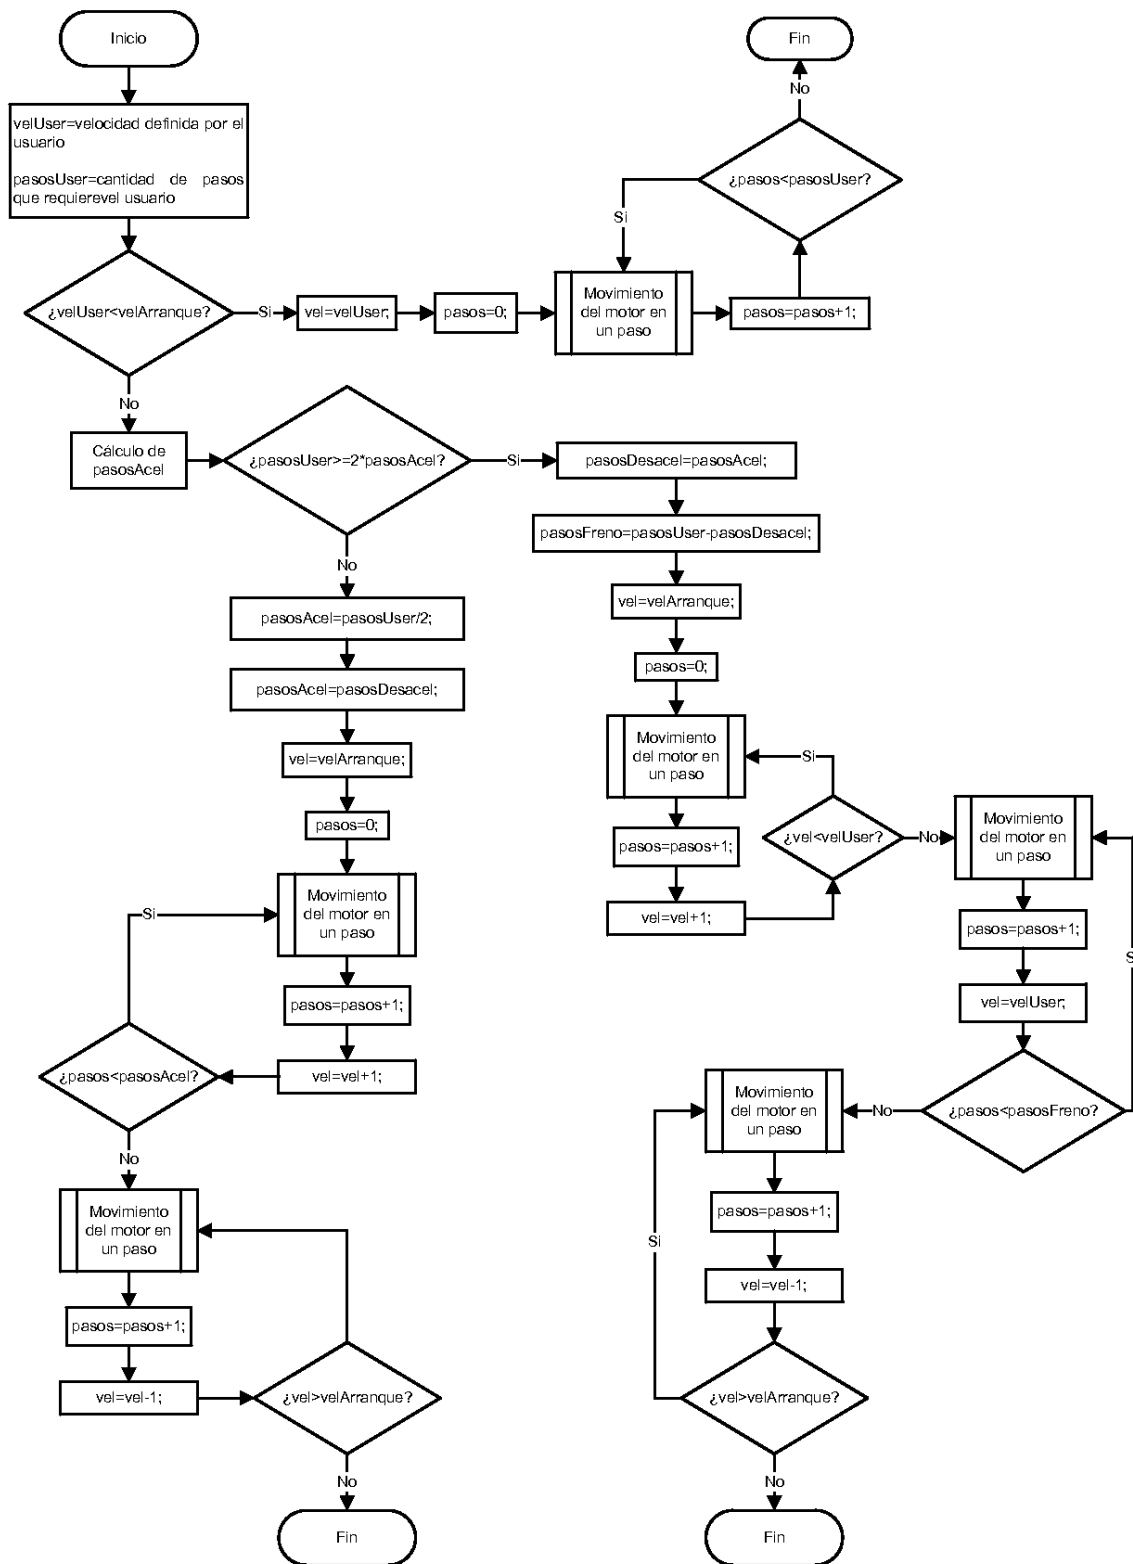 Inicio
velUser=velocidad definida por el
usuario
pasosUser=cantidad de pasos
que requierevel usuario
¿velUser<velArranque?
Si
vel=velUser;
pasos=0;
Movimiento
del motor en
un paso
pasos=pasos+1;
¿pasos<pasosUser?
Si
No
Fin
No
Cálculo de
pasosAcel
¿pasosUser>=2*pasosAcel?
Si
pasosDesacel=pasosAcel;
pasosFreno=pasosUser-pasosDesacel;
vel=velArranque;
pasos=0;
Movimiento
del motor en
un paso
pasos=pasos+1;
vel=vel+1;
¿vel<velUser?
Si
No
Movimiento
del motor en
un paso
pasos=pasos+1;
vel=velUser;
¿pasos<pasosFreno?
No
Movimiento
del motor en
un paso
pasos=pasos+1;
vel=vel-1;
¿vel>velArranque?
Si
No
Fin
No
pasosAcel=pasosUser/2;
pasosAcel=pasosDesacel;
vel=velArranque;
pasos=0;
Movimiento
del motor en
un paso
pasos=pasos+1;
vel=vel+1;
¿pasos<pasosAcel?
Si
No
Movimiento
del motor en
un paso
pasos=pasos+1;
vel=vel-1;
¿vel>velArranque?
No
Fin